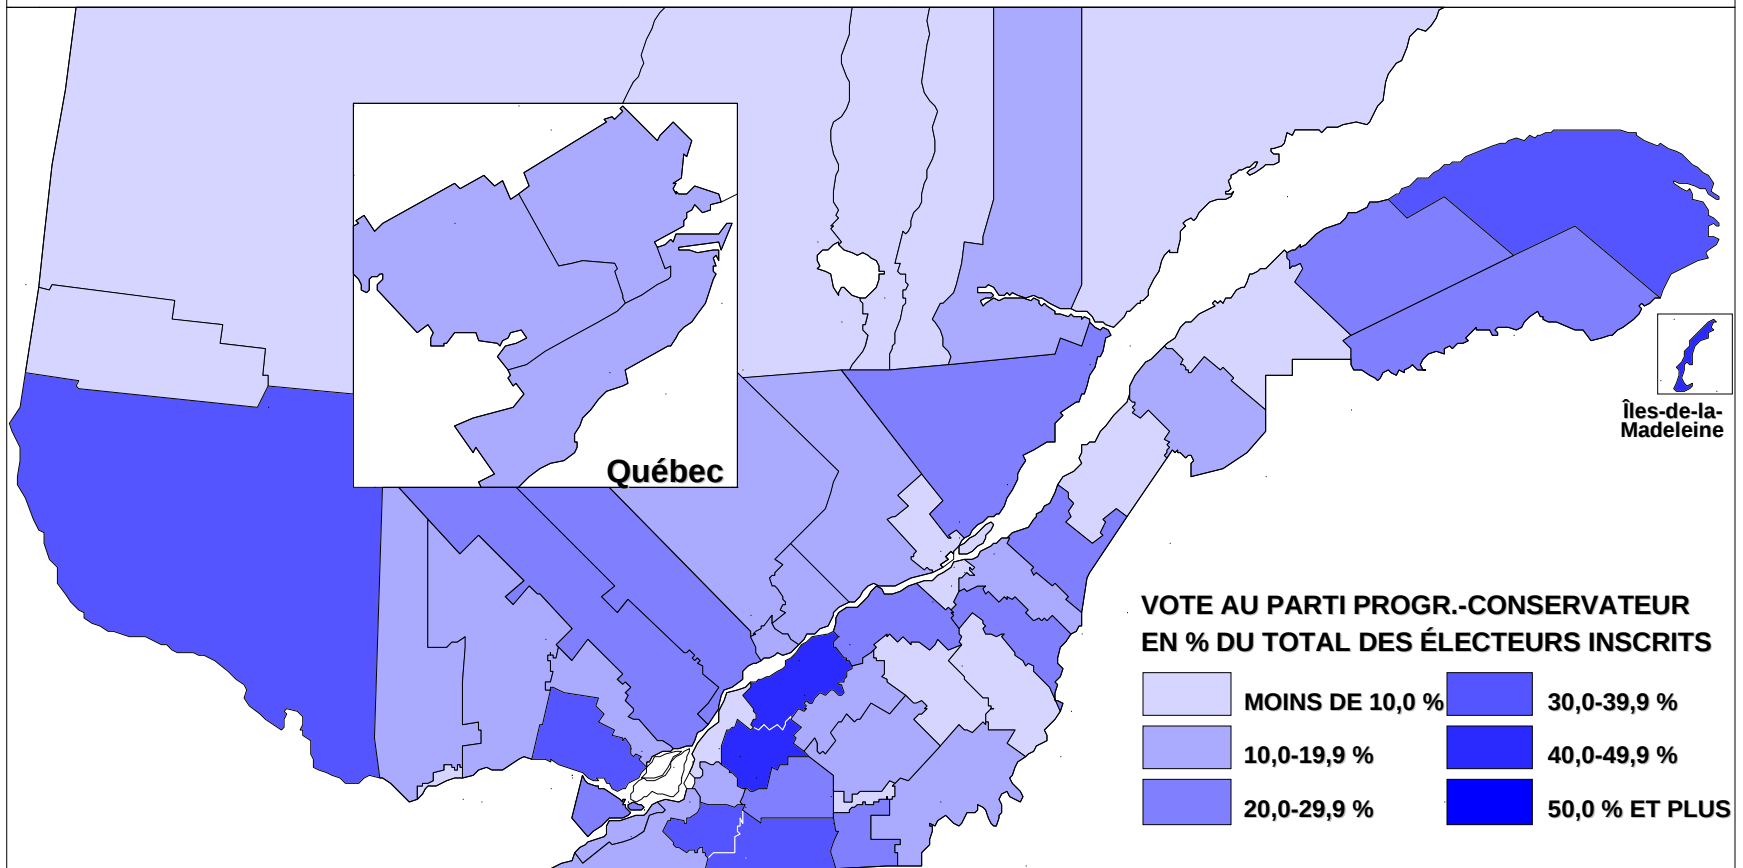 Québec
Îles-de-la-
Madeleine
VOTE AU PARTI PROGR.-CONSERVATEUR
EN % DU TOTAL DES ÉLECTEURS INSCRITS
MOINS DE 10,0 %
10,0-19,9 %
20,0-29,9 %
30,0-39,9 %
40,0-49,9 %
50,0 % ET PLUS